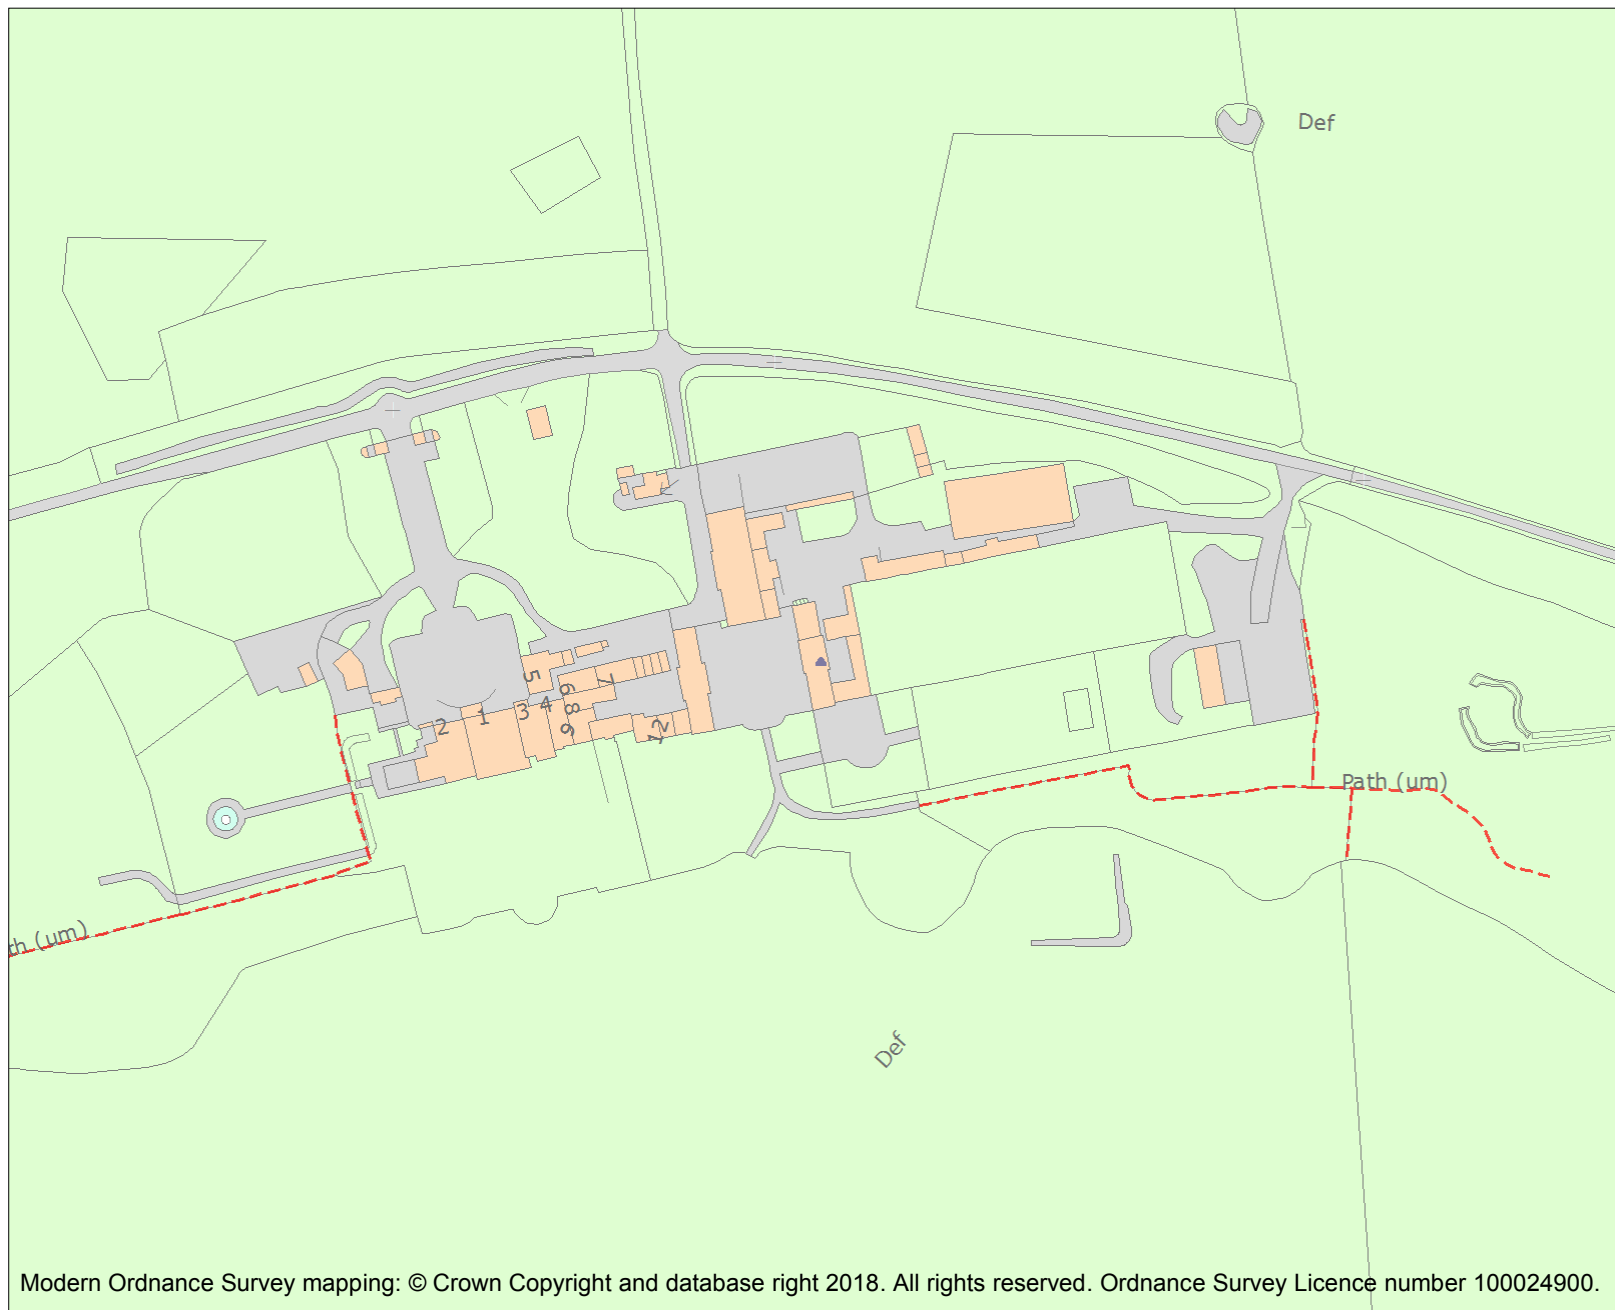 Def
5
6
7
4
8
3
1
2
9
12
Path (um)
th (um)
Def
Modern Ordnance Survey mapping: © Crown Copyright and database right 2018. All rights reserved. Ordnance Survey Licence number 100024900.